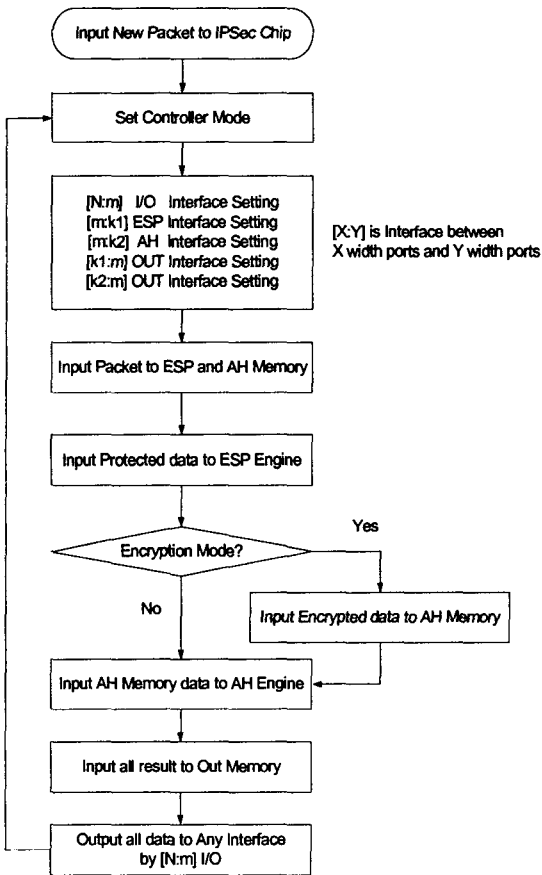 Input New Packet to IPSec Chip
Set Controller Mode
[N:m] I/O Interface Setting
[m:k1] ESP Interface Setting
[m:k2] AH Interface Setting
[k1:m] OUT Interface Setting
[k2:m] OUT Interface Setting
[X:Y] is Interface between
X width ports and Y width ports
Input Packet to ESP and AH Memory
Input Protected data to ESP Engine
Encryption Mode?
Yes
No
Input Encrypted data to AH Memory
Input AH Memory data to AH Engine
Input all result to Out Memory
Output all data to Any Interface
by [N:m] I/O